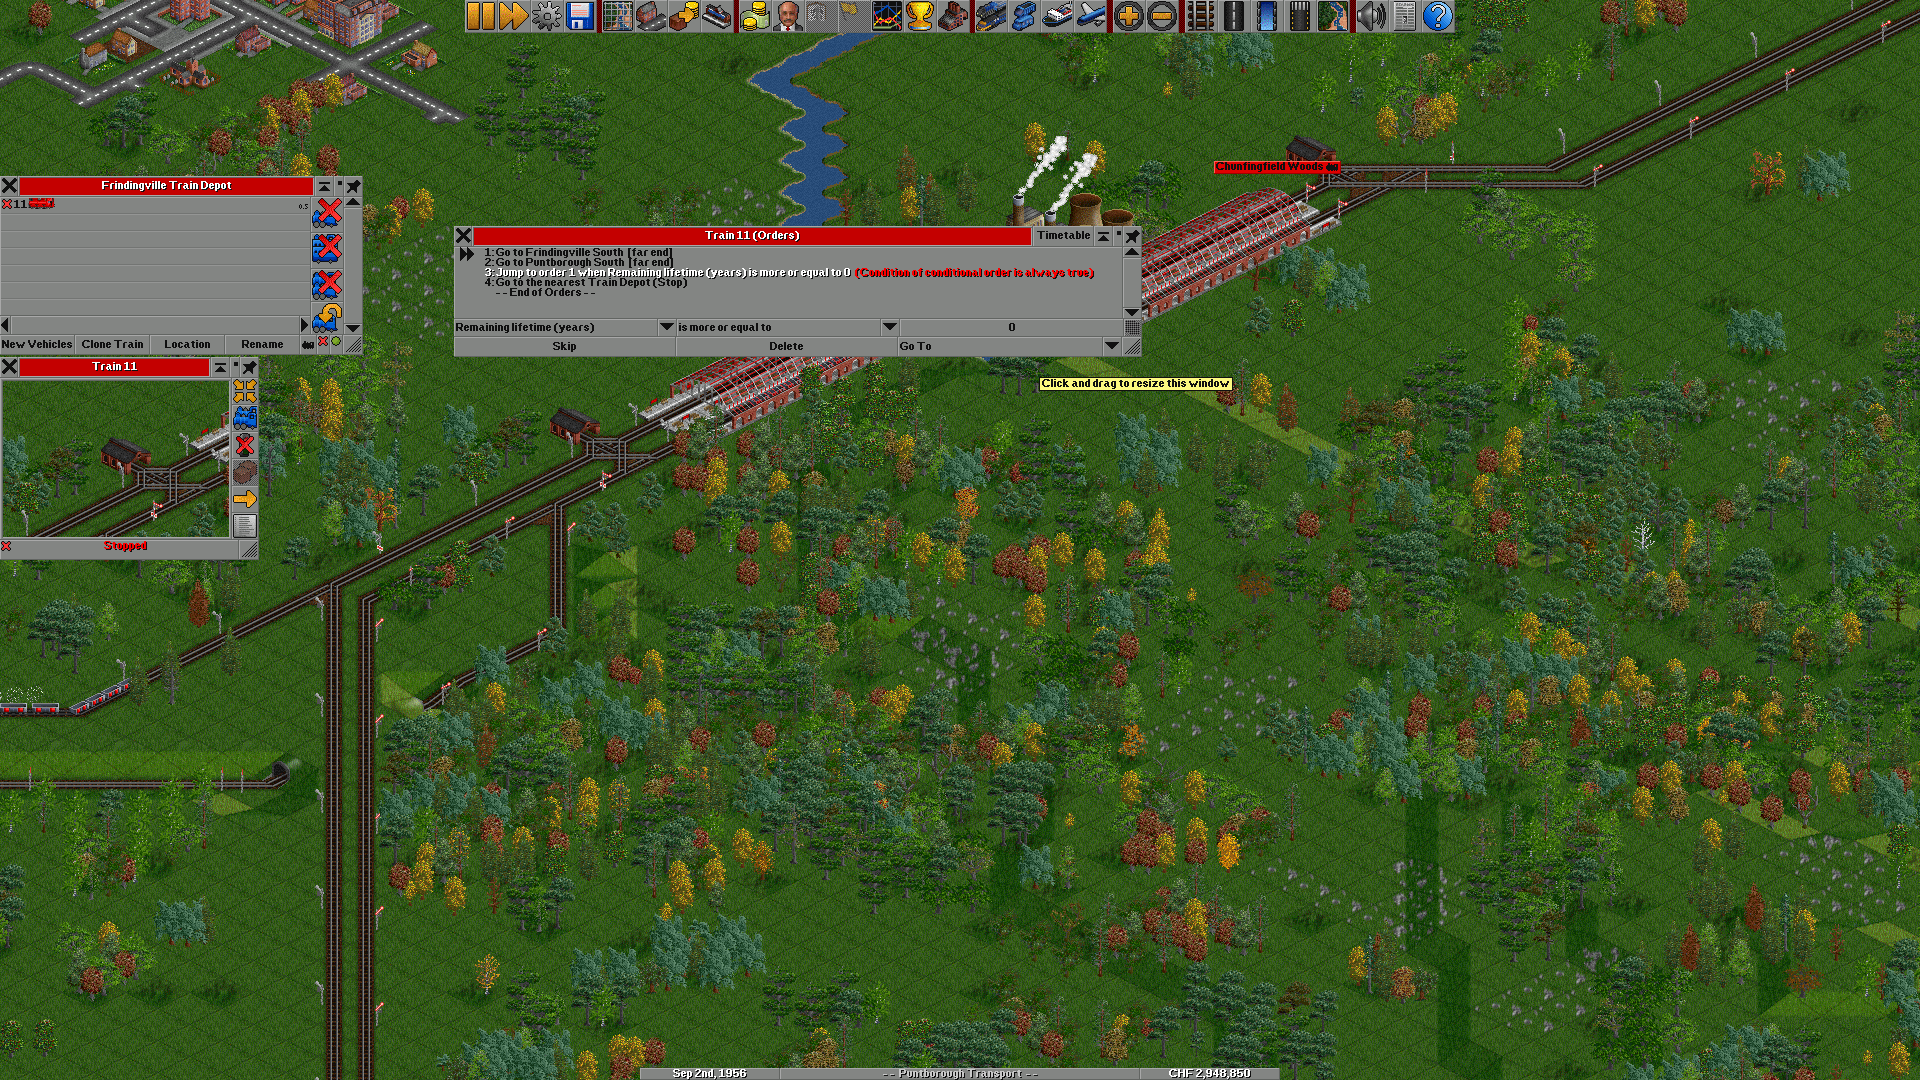 Chunfingfield Woods
Frindingville Train Depot
11
0.5
New Vehicles
Clone Train
Location
Rename
Train 11 (Orders)
Timetable
1: Go to Frindingville South [far end]
2: Go to Puntborough South [far end]
3: Jump to order 1 when Remaining lifetime (years) is more or equal to 0 (Condition of conditional order is always true)
4: Go to the nearest Train Depot (Stop)
- - End of Orders - -
Remaining lifetime (years)
is more or equal to
0
Skip
Delete
Go To
Click and drag to resize this window
Train 11
Stopped
Sep 2nd, 1956
- - Puntborough Transport - -
CHF 2,948,850